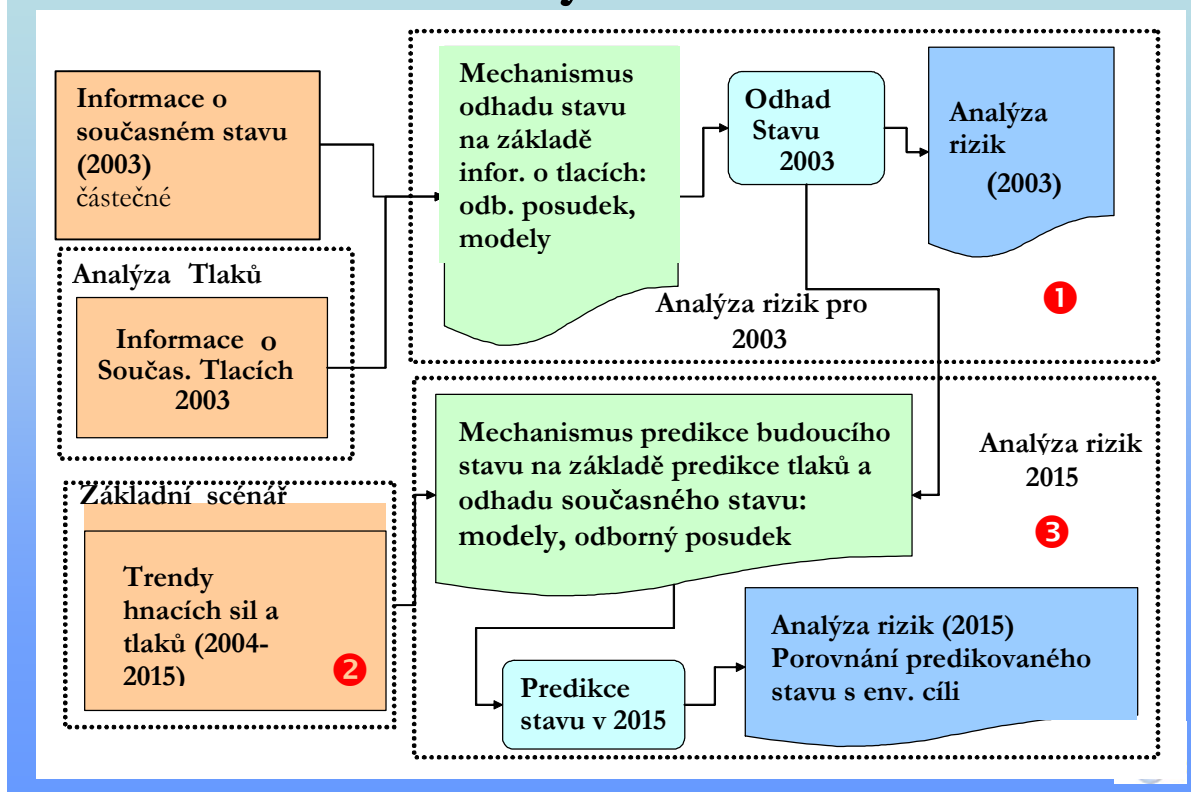 Informace o
současném stavu
(2003)
částečné
Mechanismus
odhadu stavu
na základě
infor. o tlacích:
odb. posudek,
modely
Odhad
Stavu
2003
Analýza
rizik
(2003)
Analýza rizik pro
2003
❶
Analýza Tlaků
Informace o
Součas. Tlacích
2003
Základní scénář
Trendy
hnacích sil a
tlaků (2004-
2015)
❷
Mechanismus predikce budoucího
stavu na základě predikce tlaků a
odhadu současného stavu:
modely, odborný posudek
Analýza rizik
2015
❸
Predikce
stavu v 2015
Analýza rizik (2015)
Porovnání predikovaného
stavu s env. cíli